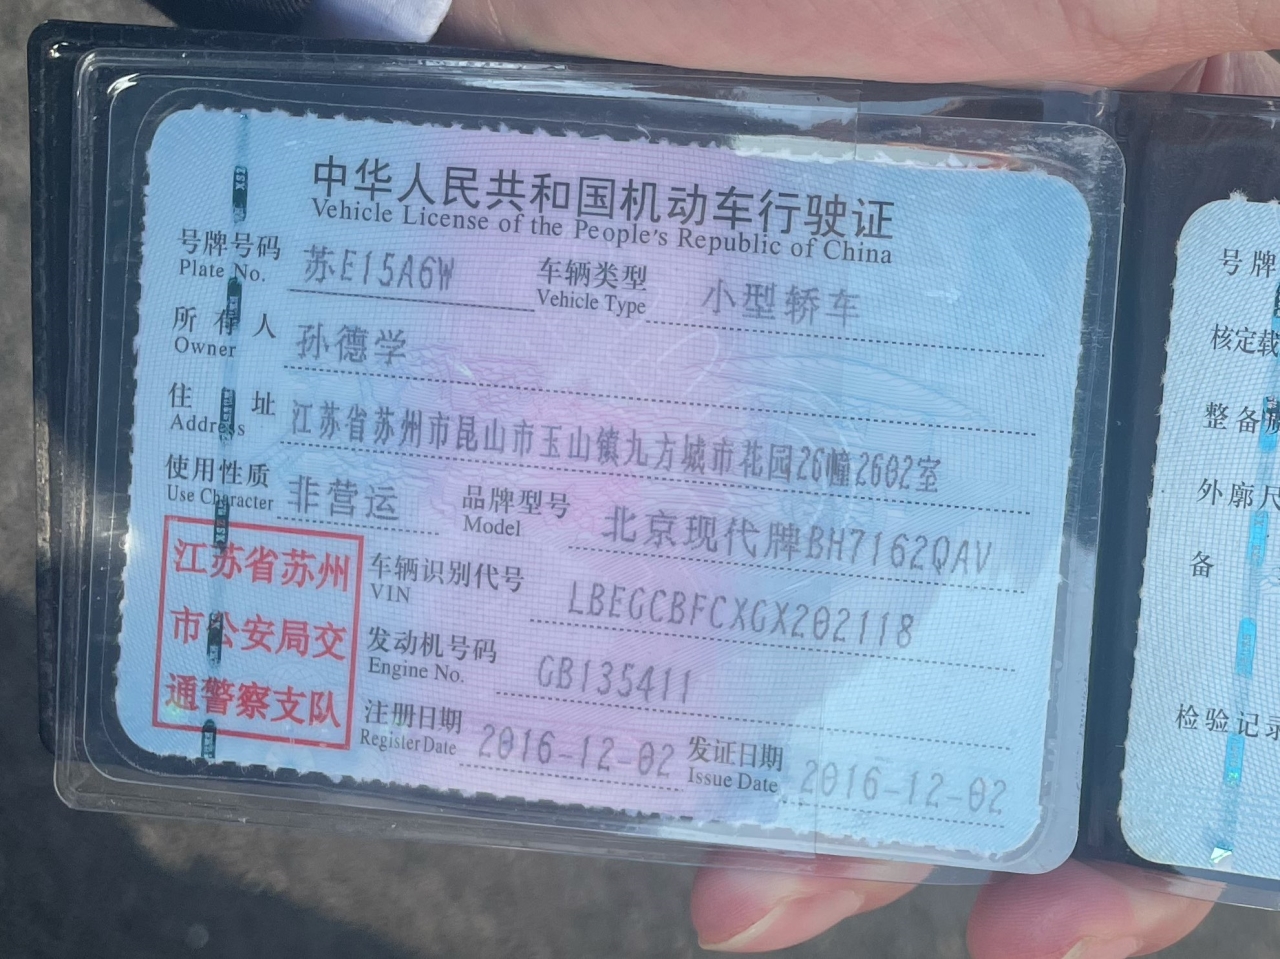 中华人民共和国机动车行驶证
Vehicle License of the People's Republic of China
号牌号码 苏E15A6W 车辆类型 小型轿车
Plate No. Vehicle Type
所有人 孙德学
Owner
住址 江苏省苏州市昆山市玉山镇九方城市花园26幢2602室
Address
使用性质 非营运 品牌型号 北京现代牌BH7162QAV
Use Character Model
江苏省苏州
市公安局交
通警察支队
车辆识别代号 LBEGCBFCXGX202118
VIN
发动机号码 GB135411
Engine No.
注册日期 2016-12-02 发证日期 2016-12-02
Register Date Issue Date
号牌
核定载
整备质
外廓尺
备
检验记录